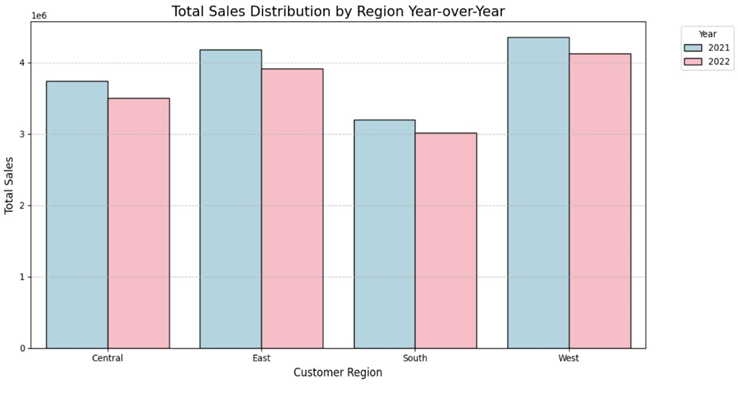 Total Sales Distribution by Region Year-over-Year
1e6
Year
2021
2022
4
3
2
1
0
Total Sales
Central East South West
Customer Region